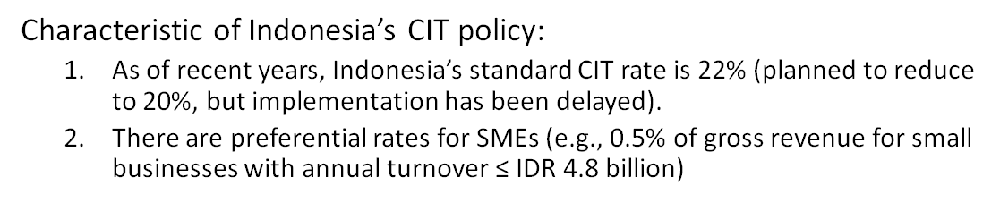 Characteristic of Indonesia's CIT policy:
1. As of recent years, Indonesia's standard CIT rate is 22% (planned to reduce
to 20%, but implementation has been delayed).
2. There are preferential rates for SMEs (e.g., 0.5% of gross revenue for small
businesses with annual turnover ≤ IDR 4.8 billion)